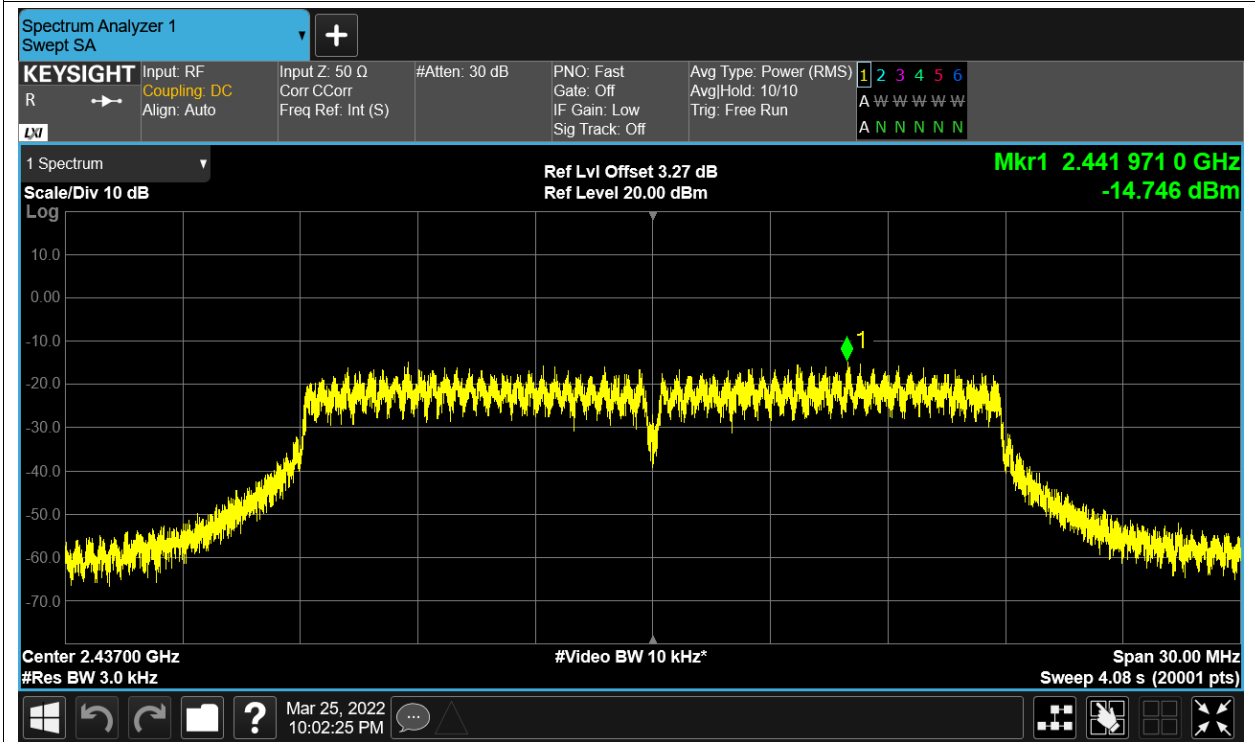 Spectrum Analyzer 1
Swept SA
+
KEYSIGHT
R
LXI
Input: RF
Coupling: DC
Align: Auto
Input Z: 50 Ω
Corr CCorr
Freq Ref: Int (S)
#Atten: 30 dB
PNO: Fast
Gate: Off
IF Gain: Low
Sig Track: Off
Avg Type: Power (RMS)
Avg|Hold: 10/10
Trig: Free Run
1 2 3 4 5 6
A W W W W W
A N N N N N
1 Spectrum
Scale/Div 10 dB
Log
Ref Lvl Offset 3.27 dB
Ref Level 20.00 dBm
Mkr1 2.441 971 0 GHz
-14.746 dBm
10.0
0.00
-10.0
-20.0
-30.0
-40.0
-50.0
-60.0
-70.0
1
Center 2.43700 GHz
#Res BW 3.0 kHz
#Video BW 10 kHz*
Span 30.00 MHz
Sweep 4.08 s (20001 pts)
?
Mar 25, 2022
10:02:25 PM